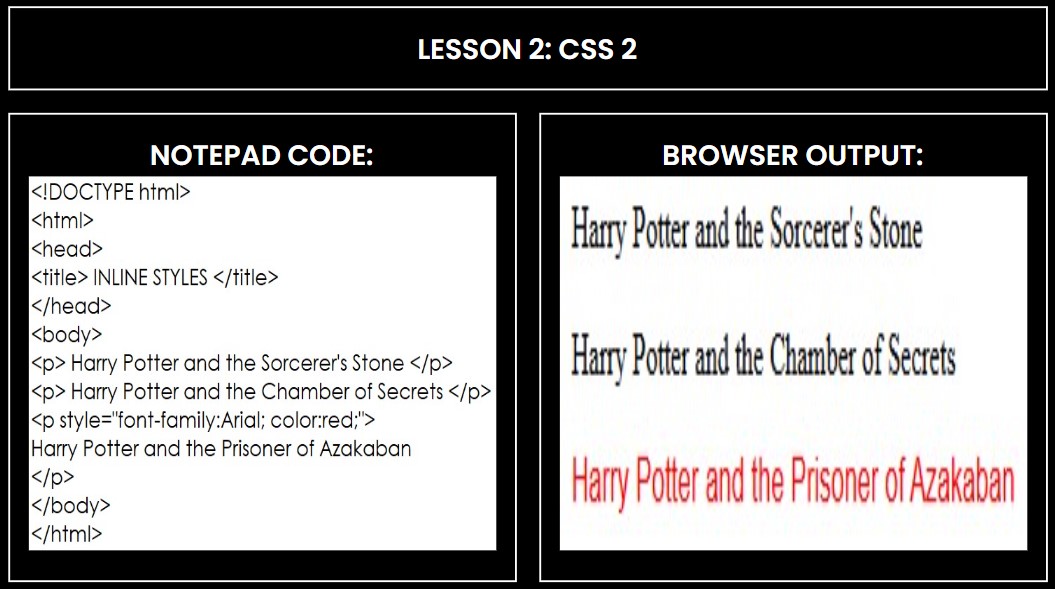 LESSON 2: CSS 2
NOTEPAD CODE:
<!DOCTYPE html>
<html>
<head>
<title> INLINE STYLES </title>
</head>
<body>
<p> Harry Potter and the Sorcerer's Stone </p>
<p> Harry Potter and the Chamber of Secrets </p>
<p style="font-family:Arial; color:red;">
Harry Potter and the Prisoner of Azakaban
</p>
</body>
</html>
BROWSER OUTPUT:
Harry Potter and the Sorcerer's Stone
Harry Potter and the Chamber of Secrets
Harry Potter and the Prisoner of Azakaban